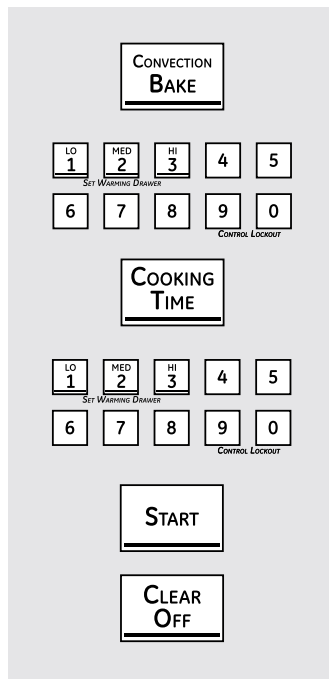 CONVECTION
BAKE
LO MED HI
1 2 3 4 5
SET WARMING DRAWER
6 7 8 9 0
CONTROL LOCKOUT
COOKING
TIME
LO MED HI
1 2 3 4 5
SET WARMING DRAWER
6 7 8 9 0
CONTROL LOCKOUT
START
CLEAR
OFF